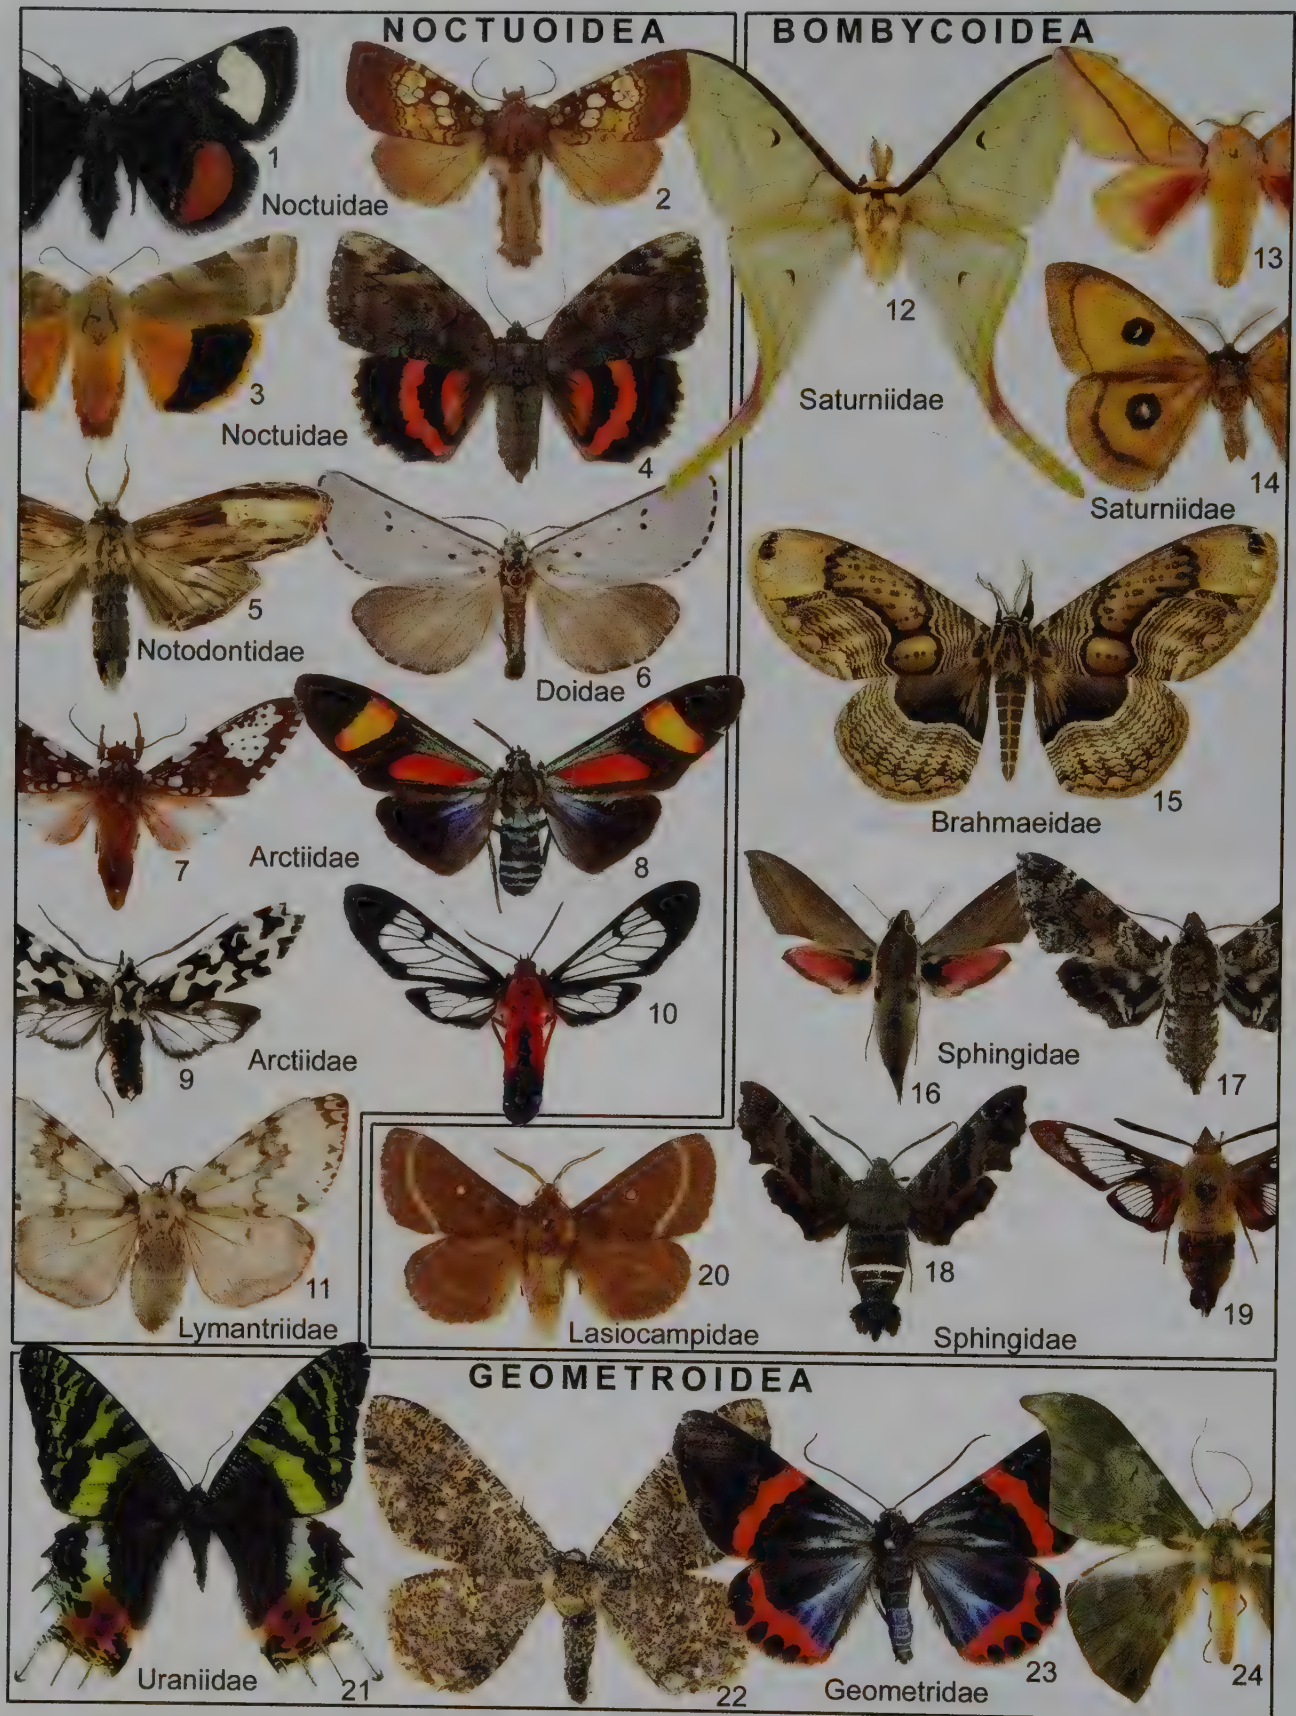 NOCTUOIDEA
BOMBYCOIDEA
1
Noctuidae
2
12
13
3
Noctuidae
4
Saturniidae
14
Saturniidae
5
Notodontidae
Doidae
6
15
Brahmaeidae
7
Arctiidae
8
9
Arctiidae
10
16
Sphingidae
17
11
Lymantriidae
20
Lasiocampidae
18
Sphingidae
19
GEOMETROIDEA
Uraniidae
21
22
Geometridae
23
24